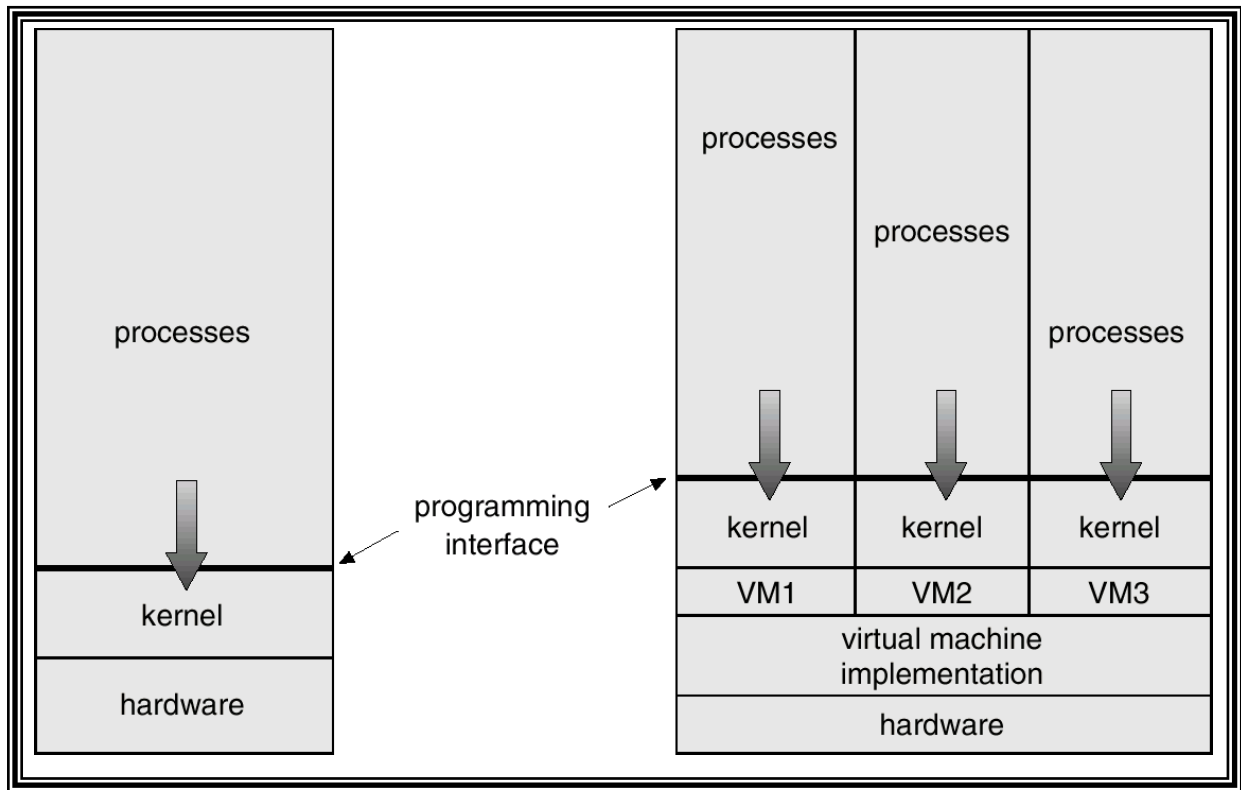 processes
kernel
hardware
programming
interface
processes
processes
processes
kernel
kernel
kernel
VM1
VM2
VM3
virtual machine
implementation
hardware